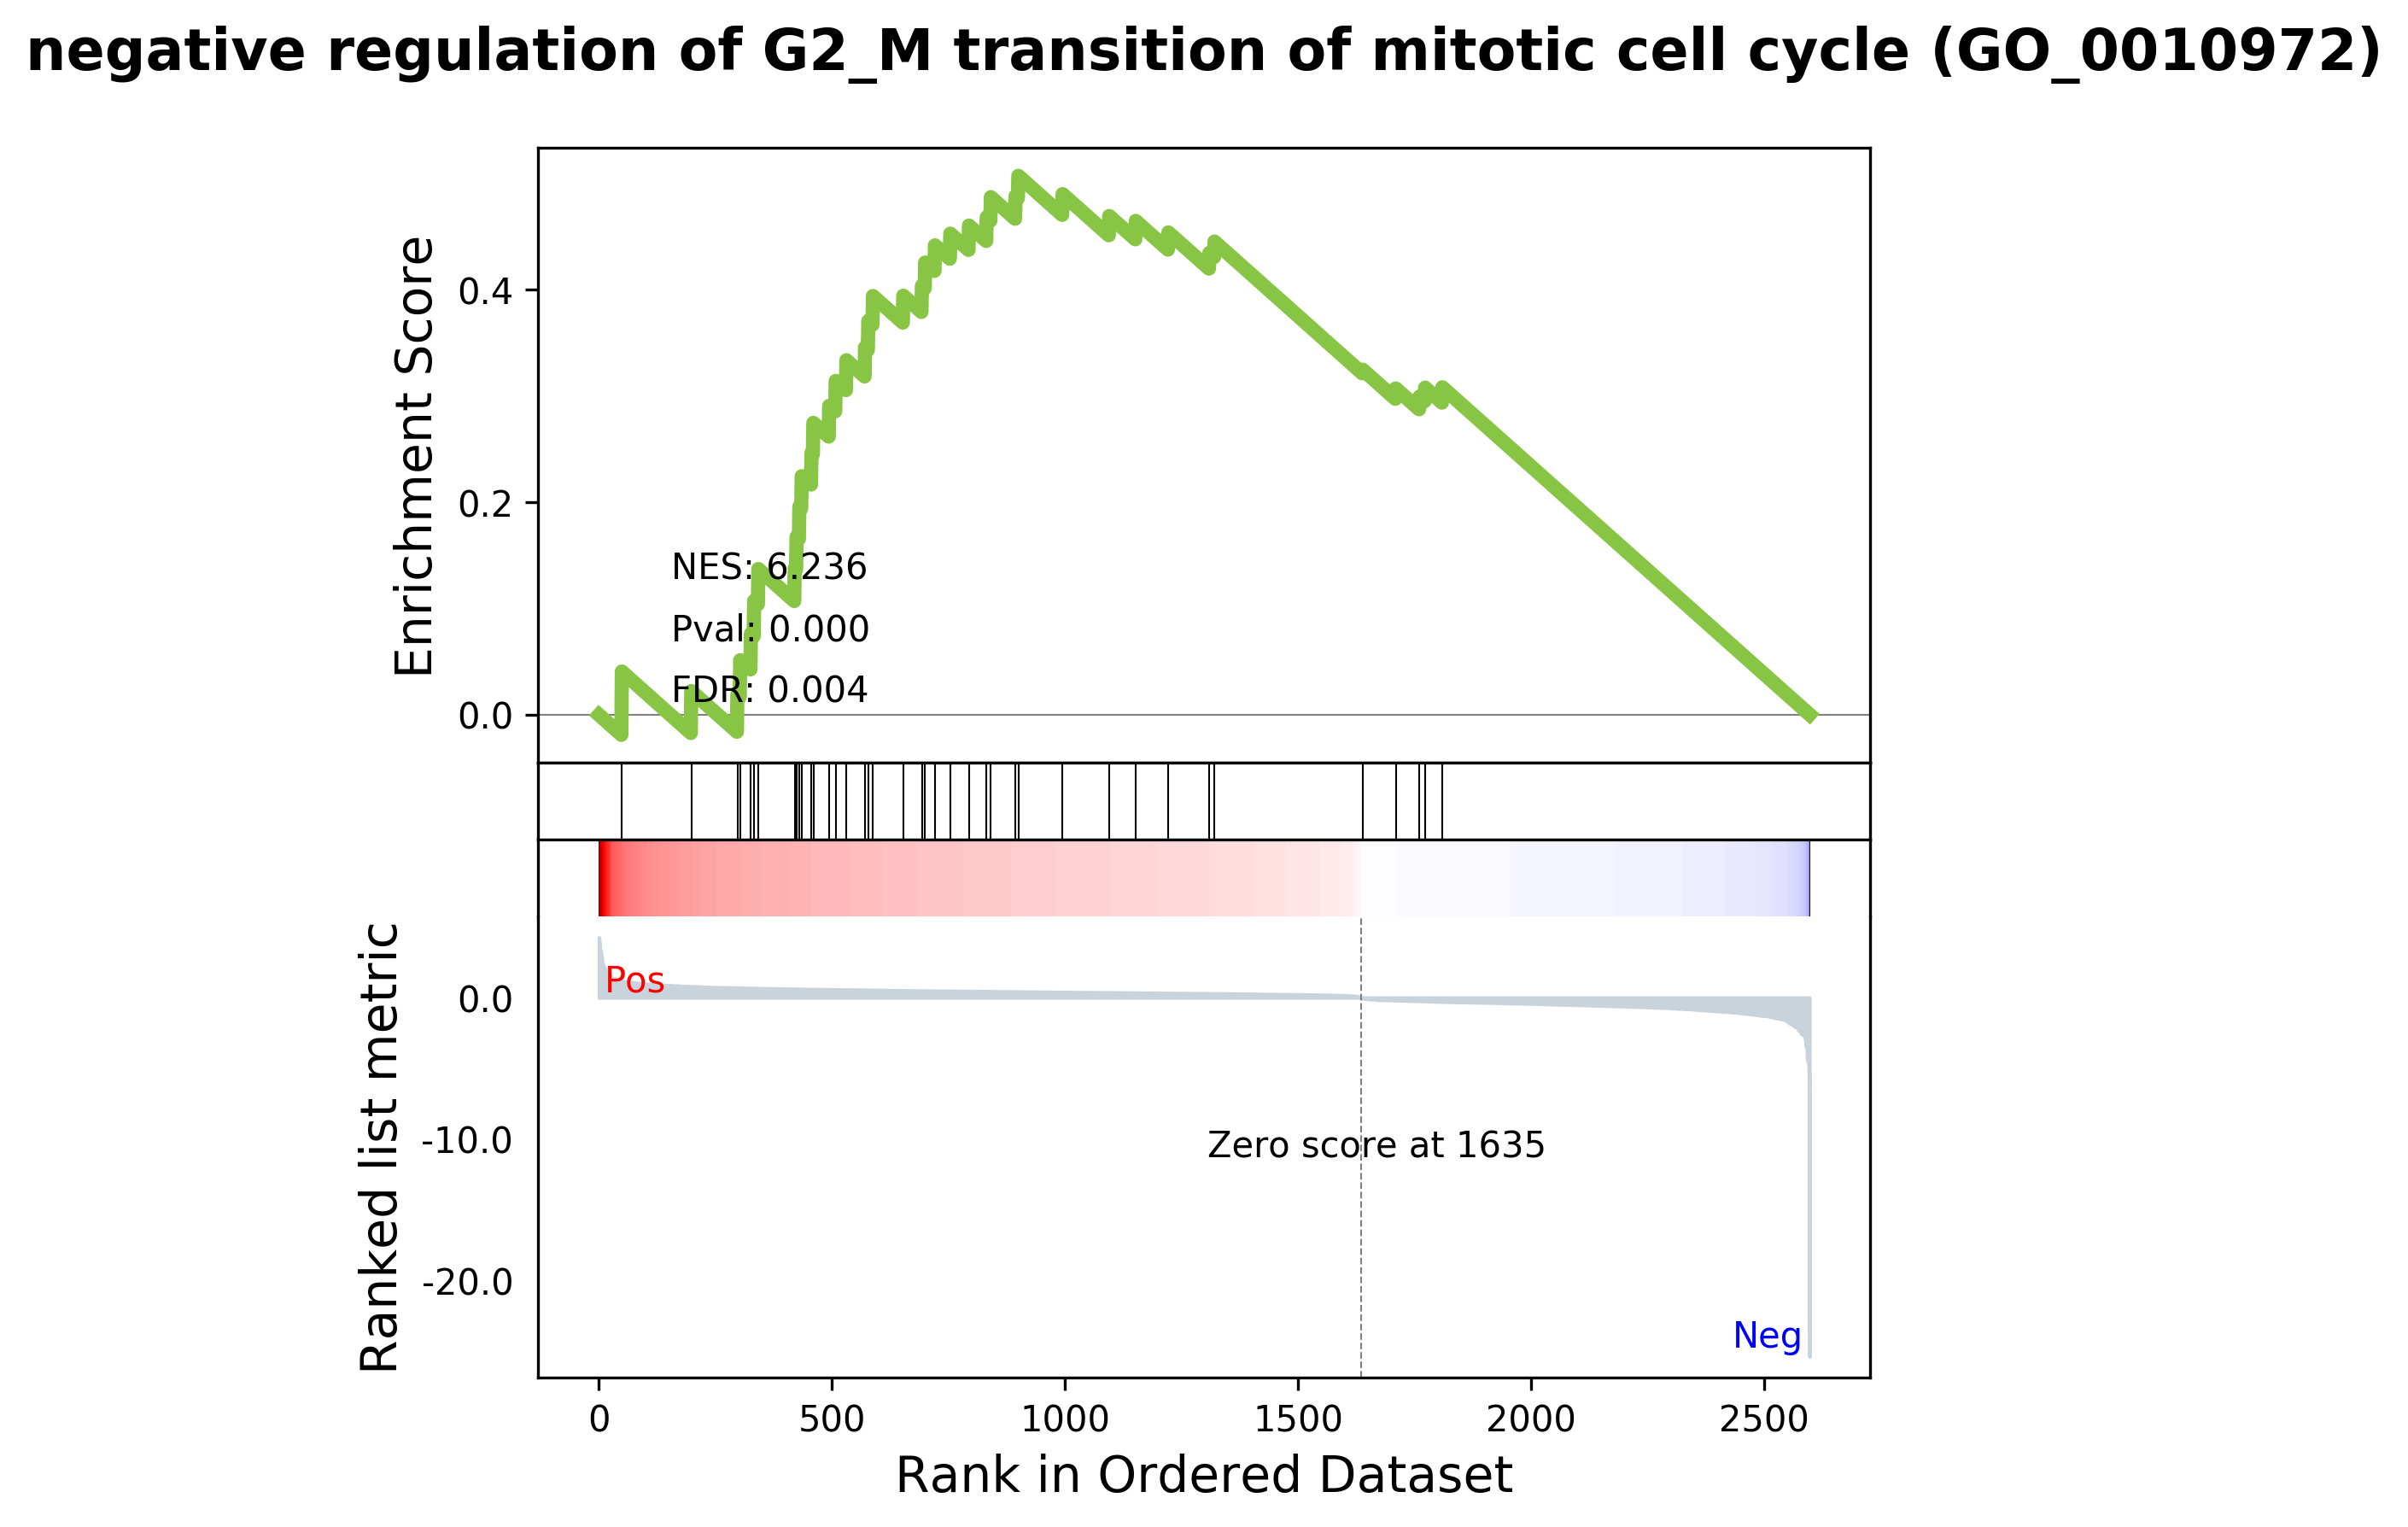 negative regulation of G2_M transition of mitotic cell cycle (GO_0010972)
Enrichment Score
0.4
0.2
0.0
NES: 6.236
Pval: 0.000
FDR: 0.004
Ranked list metric
0.0
-10.0
-20.0
Pos
Zero score at 1635
Neg
0 500 1000 1500 2000 2500
Rank in Ordered Dataset